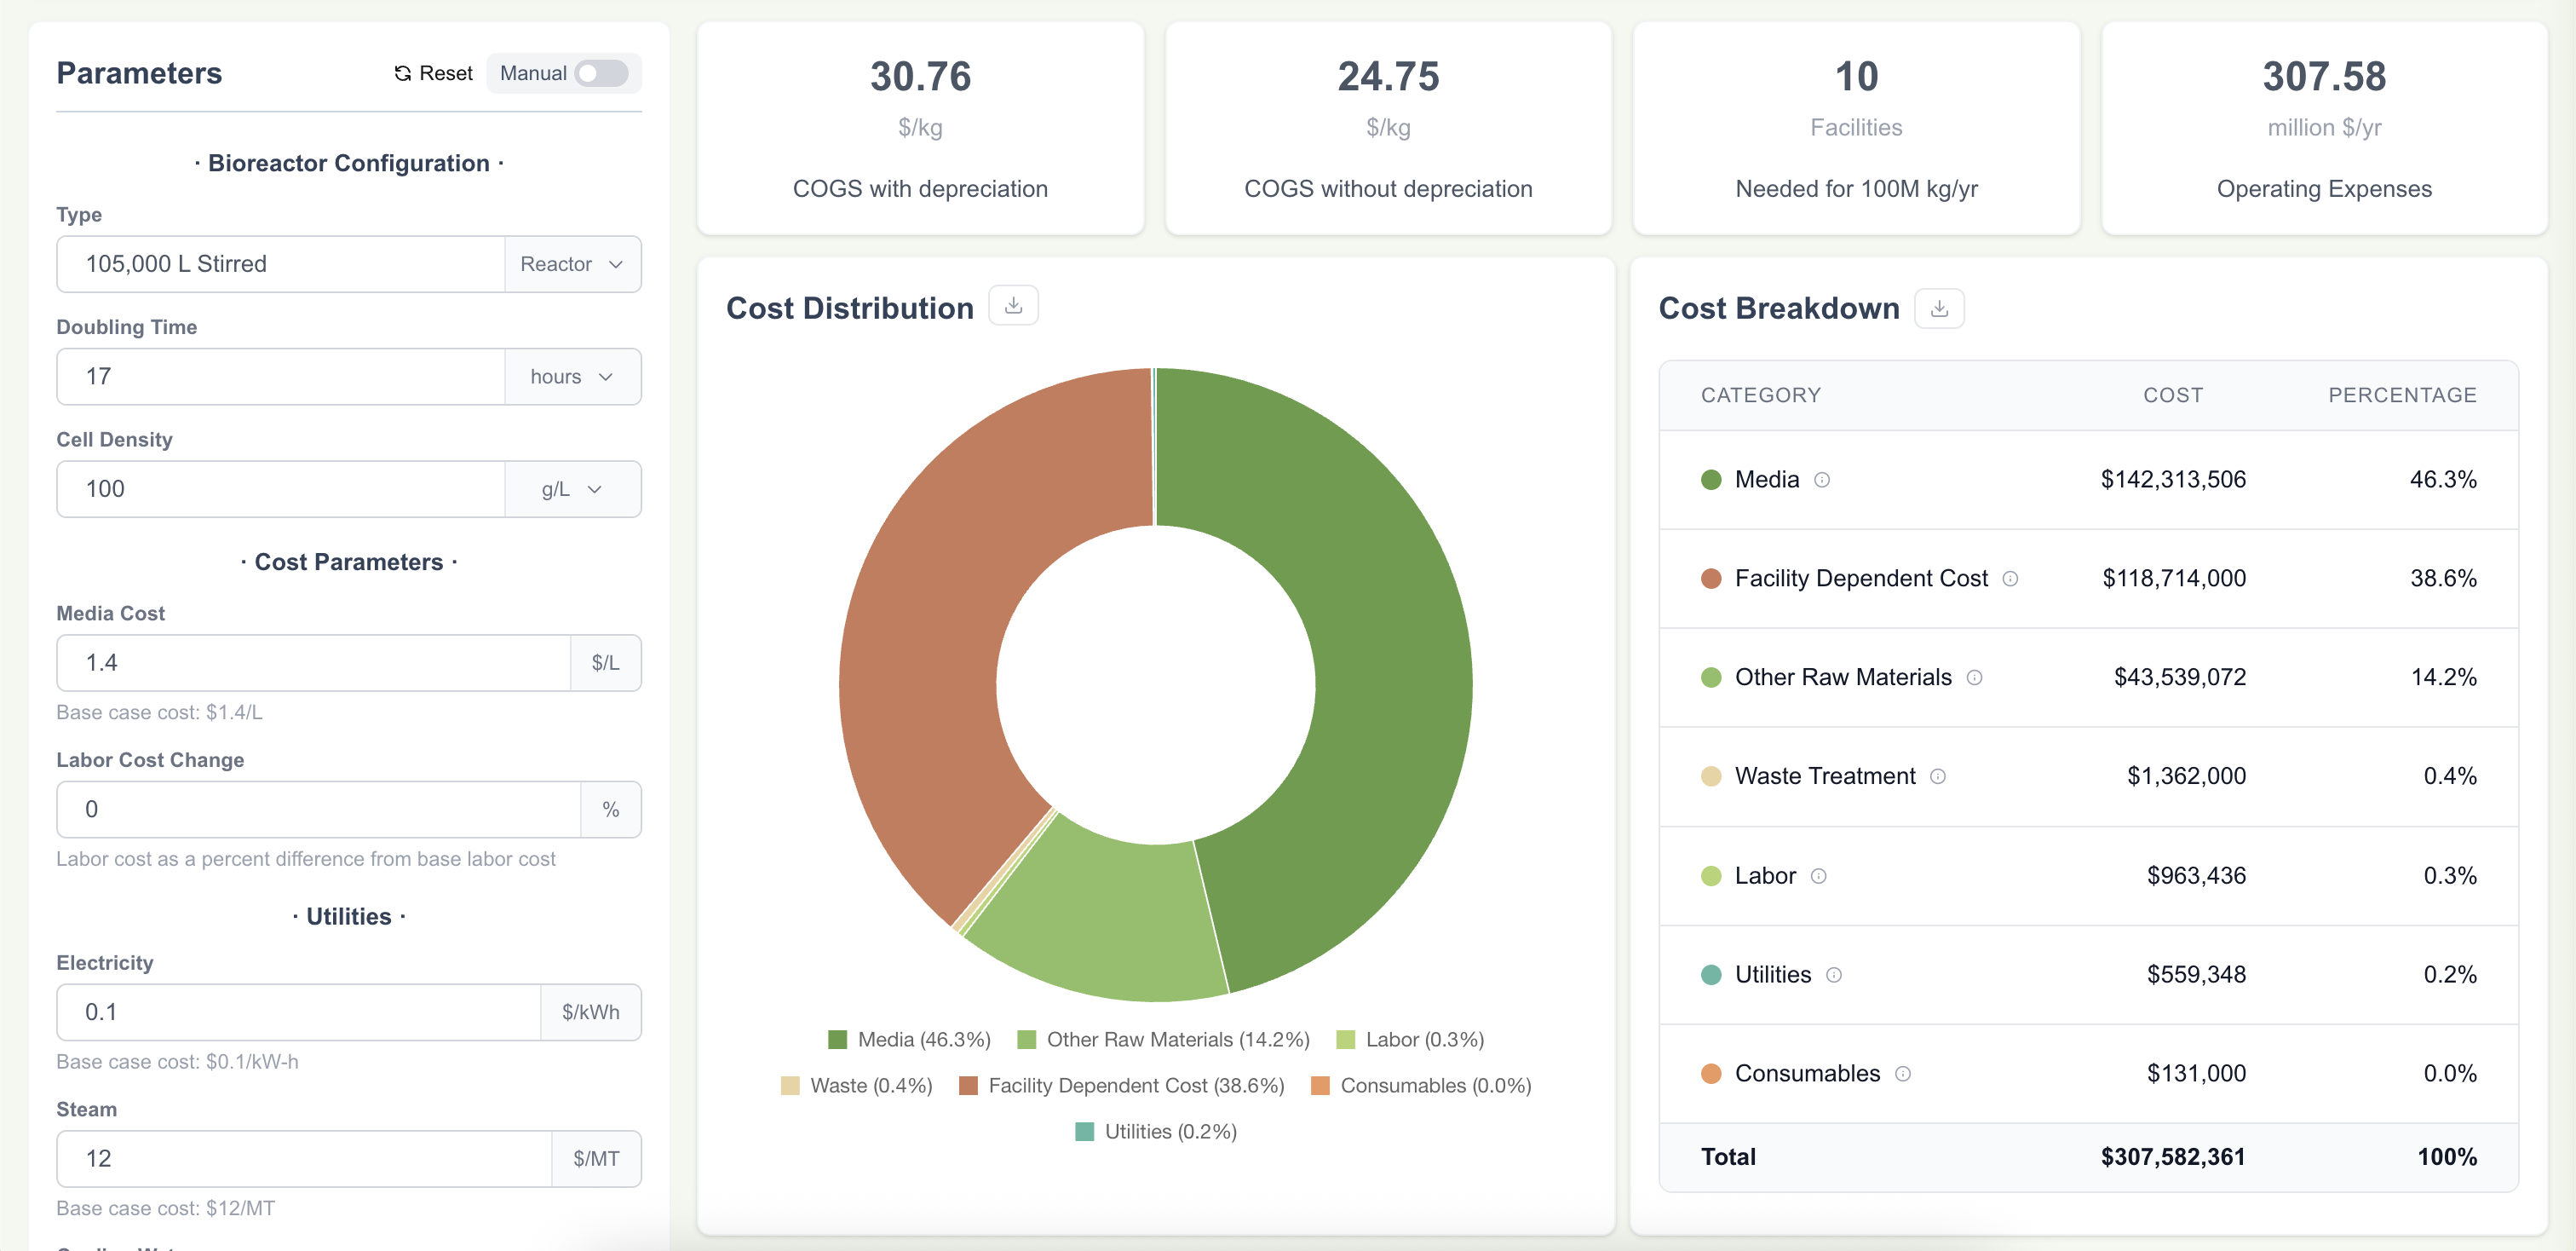 Parameters
Reset
Manual
· Bioreactor Configuration ·
Type
105,000 L Stirred
Reactor
Doubling Time
17
hours
Cell Density
100
g/L
· Cost Parameters ·
Media Cost
1.4
$/L
Base case cost: $1.4/L
Labor Cost Change
0
%
Labor cost as a percent difference from base labor cost
· Utilities ·
Electricity
0.1
$/kWh
Base case cost: $0.1/kW-h
Steam
12
$/MT
Base case cost: $12/MT
30.76
$/kg
COGS with depreciation
24.75
$/kg
COGS without depreciation
10
Facilities
Needed for 100M kg/yr
307.58
million $/yr
Operating Expenses
Cost Distribution
Media (46.3%) Other Raw Materials (14.2%) Labor (0.3%)
Waste (0.4%) Facility Dependent Cost (38.6%) Consumables (0.0%)
Utilities (0.2%)
Cost Breakdown
CATEGORY COST PERCENTAGE
Media $142,313,506 46.3%
Facility Dependent Cost $118,714,000 38.6%
Other Raw Materials $43,539,072 14.2%
Waste Treatment $1,362,000 0.4%
Labor $963,436 0.3%
Utilities $559,348 0.2%
Consumables $131,000 0.0%
Total $307,582,361 100%